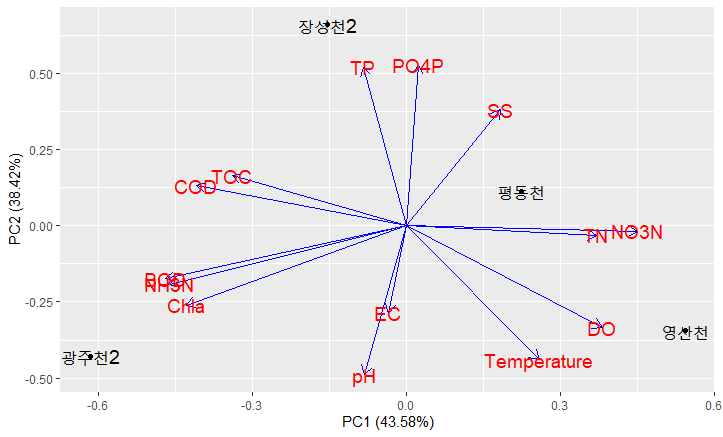 장성천2
TP
PO4P
0.50
SS
0.25
TOC
COD
평동천
0.00
NO3N
TN
BOD
NH3N
-0.25
Chla
EC
DO
영산천
광주천2
Temperature
pH
-0.50
-0.6
-0.3
0.0
0.3
0.6
PC1 (43.58%)
PC2 (38.42%)